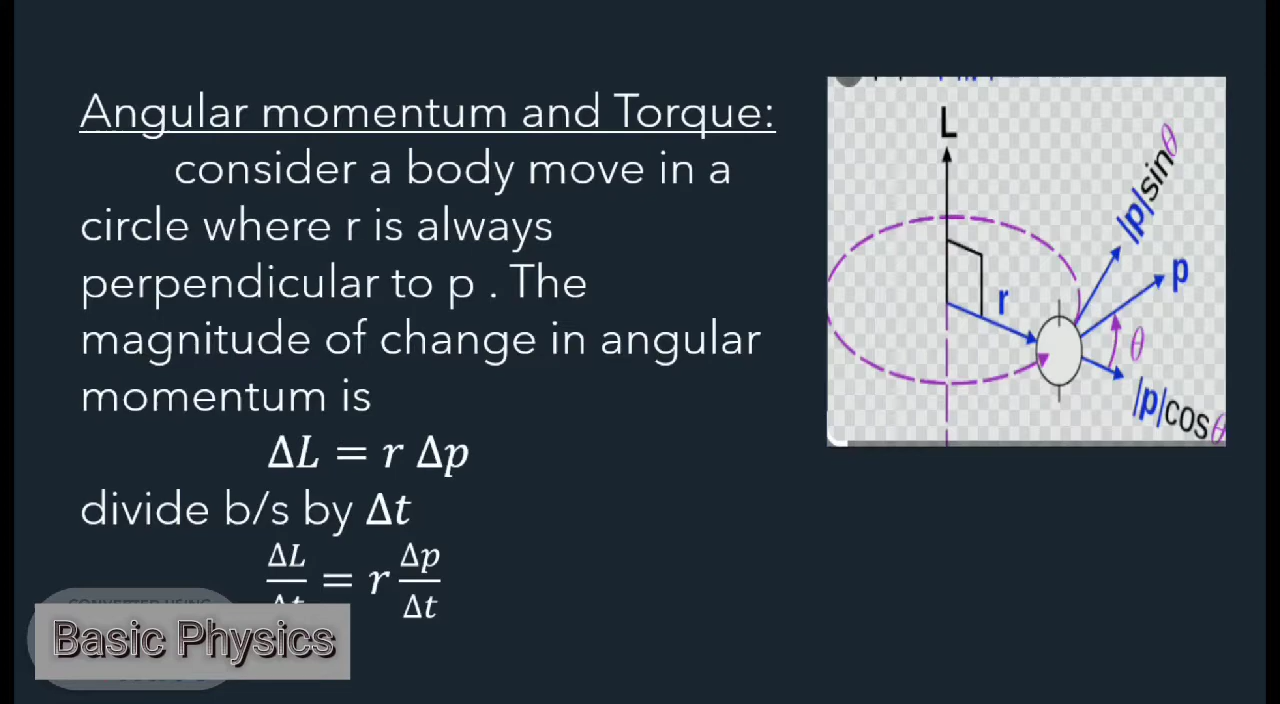 Angular momentum and Torque:
consider a body move in a
circle where r is always
perpendicular to p . The
magnitude of change in angular
momentum is
ΔL = r Δp
divide b/s by Δt
ΔL/Δt = r Δp/Δt
Basic Physics
L
r
|p|sinθ
p
θ
|p|cosθ